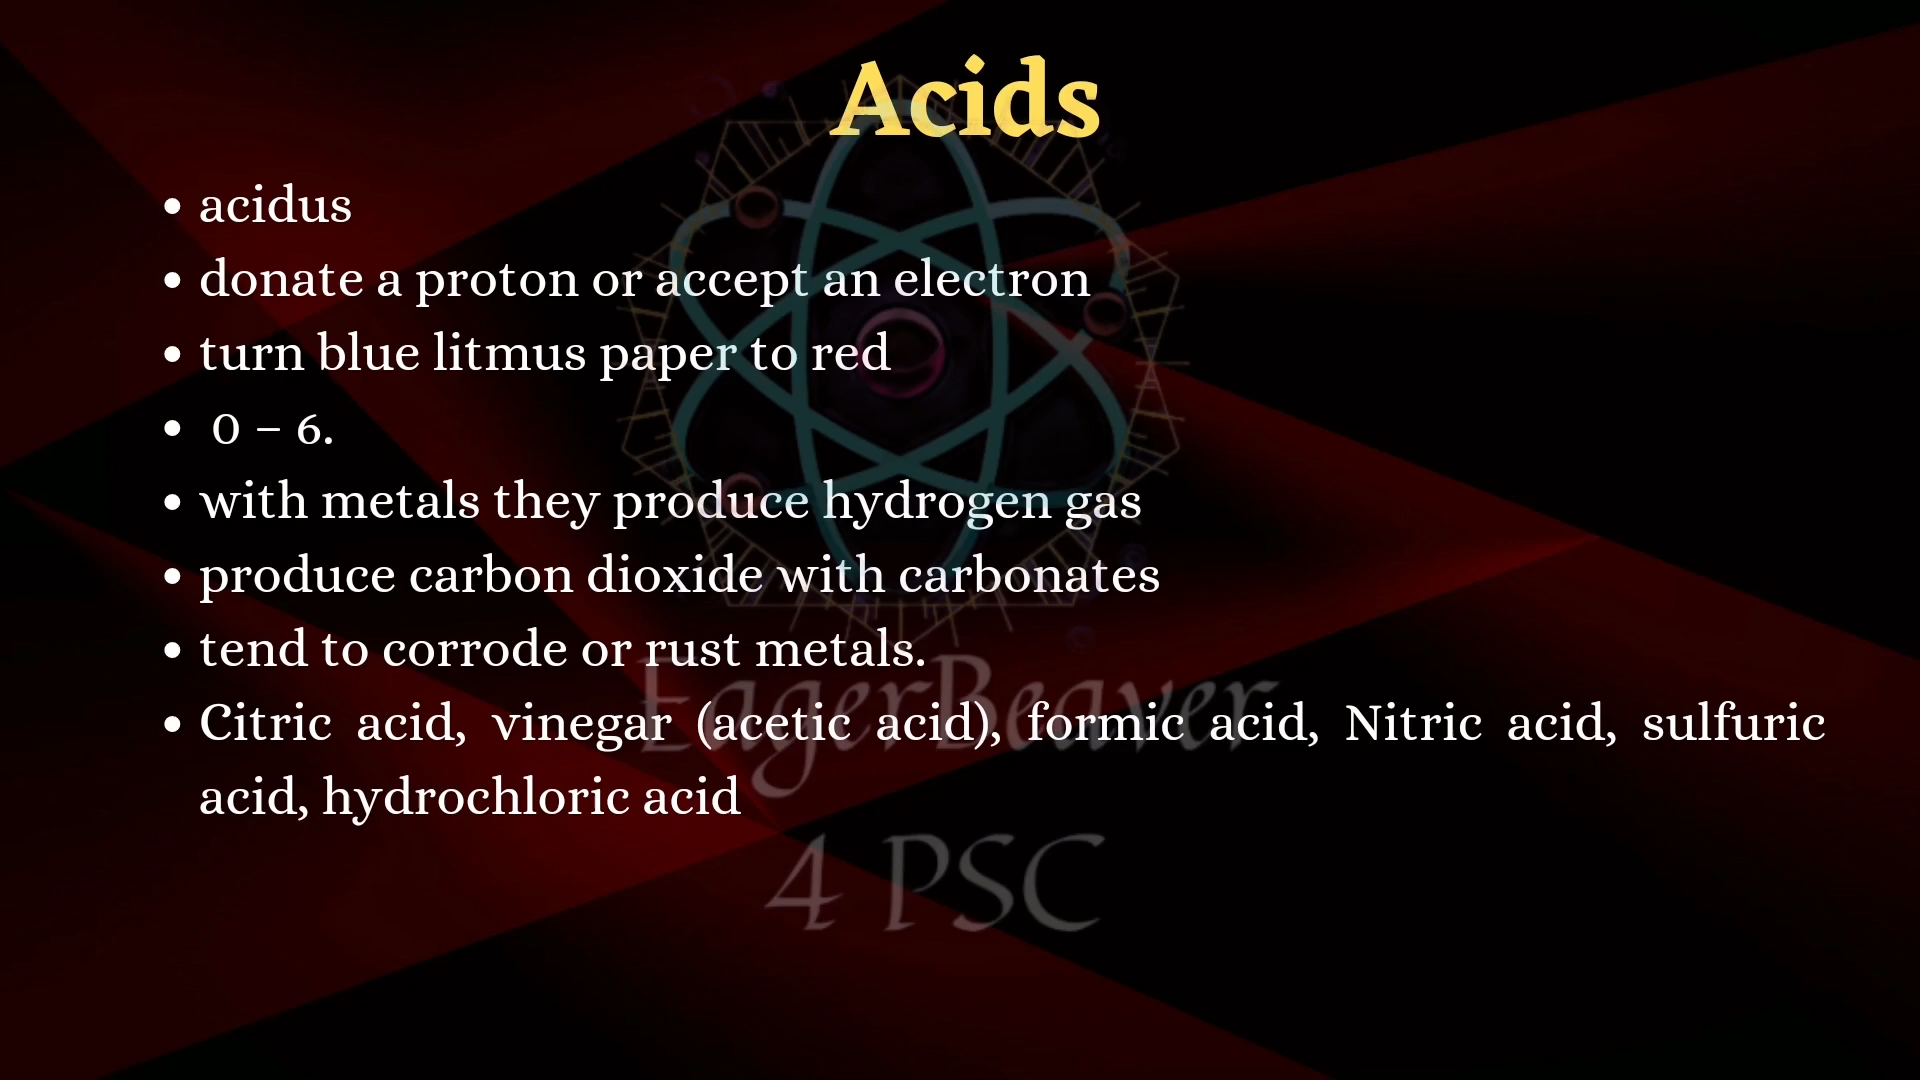 Acids
• acidus
• donate a proton or accept an electron
• turn blue litmus paper to red
• 0 – 6.
• with metals they produce hydrogen gas
• produce carbon dioxide with carbonates
• tend to corrode or rust metals.
• Citric acid, vinegar (acetic acid), formic acid, Nitric acid, sulfuric
acid, hydrochloric acid
EagerBeaver
4 PSC